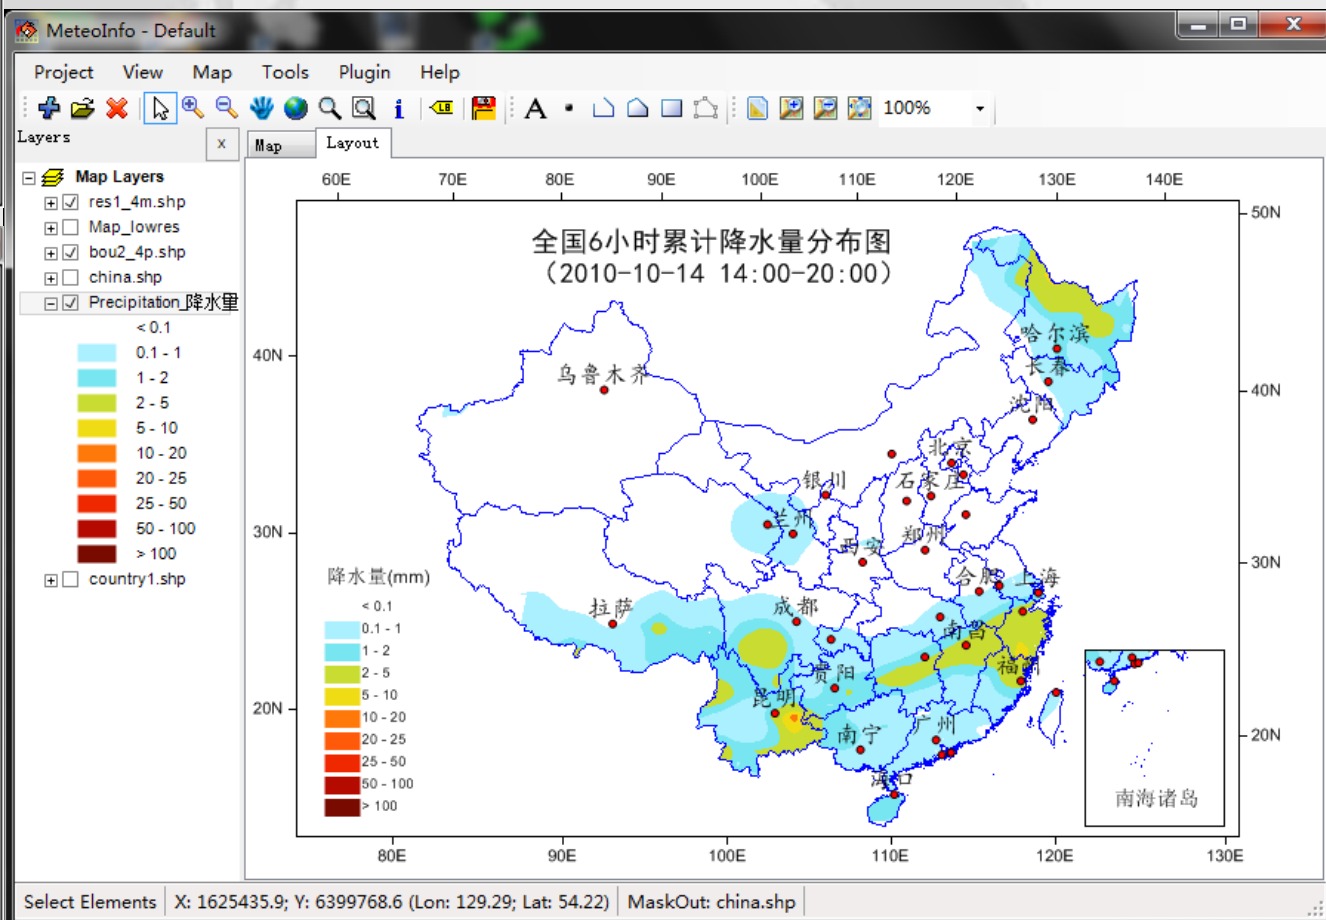 MeteoInfo - Default
Project View Map Tools Plugin Help
LB
A
100%
Layers
x
Map Layout
Map Layers
res1_4m.shp
Map_lowres
bou2_4p.shp
china.shp
Precipitation_降水量
< 0.1
0.1 - 1
1 - 2
2 - 5
5 - 10
10 - 20
20 - 25
25 - 50
50 - 100
> 100
country1.shp
60E 70E 80E 90E 100E 110E 120E 130E 140E
全国6小时累计降水量分布图
(2010-10-14 14:00-20:00)
50N
40N
30N
20N
40N
30N
20N
哈尔滨
长春
沈阳
乌鲁木齐
北京
银川
石家庄
兰州
郑州
西安
合肥
上海
拉萨
成都
南昌
福州
贵阳
昆明
南宁
广州
海口
南海诸岛
降水量(mm)
< 0.1
0.1 - 1
1 - 2
2 - 5
5 - 10
10 - 20
20 - 25
25 - 50
50 - 100
> 100
80E 90E 100E 110E 120E 130E
Select Elements X: 1625435.9; Y: 6399768.6 (Lon: 129.29; Lat: 54.22) MaskOut: china.shp